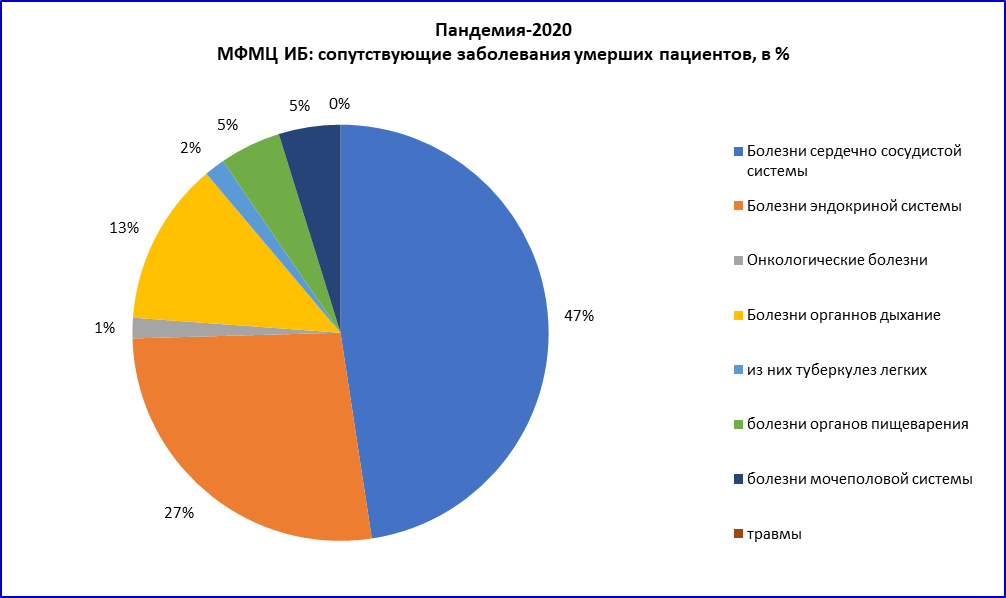 Пандемия-2020
МФМЦ ИБ: сопутствующие заболевания умерших пациентов, в %
5%
0%
5%
2%
13%
1%
27%
47%
Болезни сердечно сосудистой
системы
Болезни эндокриной системы
Онкологические болезни
Болезни органнов дыхание
из них туберкулез легких
болезни органов пищеварения
болезни мочеполовой системы
травмы